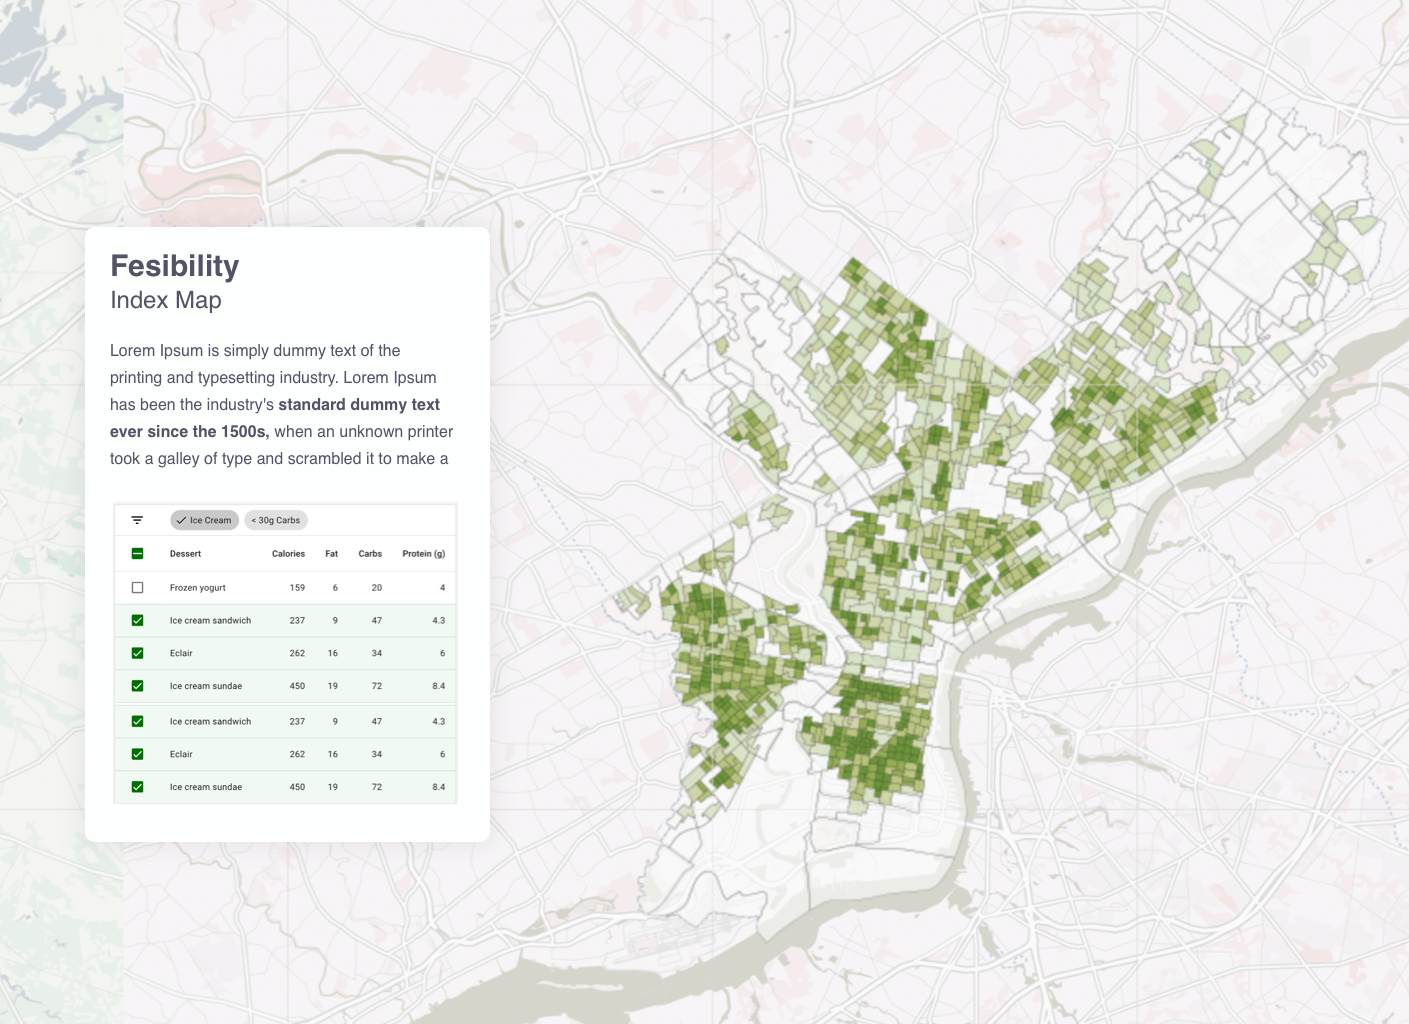 Fesibility
Index Map
Lorem Ipsum is simply dummy text of the
printing and typesetting industry. Lorem Ipsum
has been the industry's standard dummy text
ever since the 1500s, when an unknown printer
took a galley of type and scrambled it to make a
Ice Cream < 30g Carbs
Dessert Calories Fat Carbs Protein (g)
Frozen yogurt 159 6 20 4
Ice cream sandwich 237 9 47 4.3
Eclair 262 16 34 6
Ice cream sundae 450 19 72 8.4
Ice cream sandwich 237 9 47 4.3
Eclair 262 16 34 6
Ice cream sundae 450 19 72 8.4